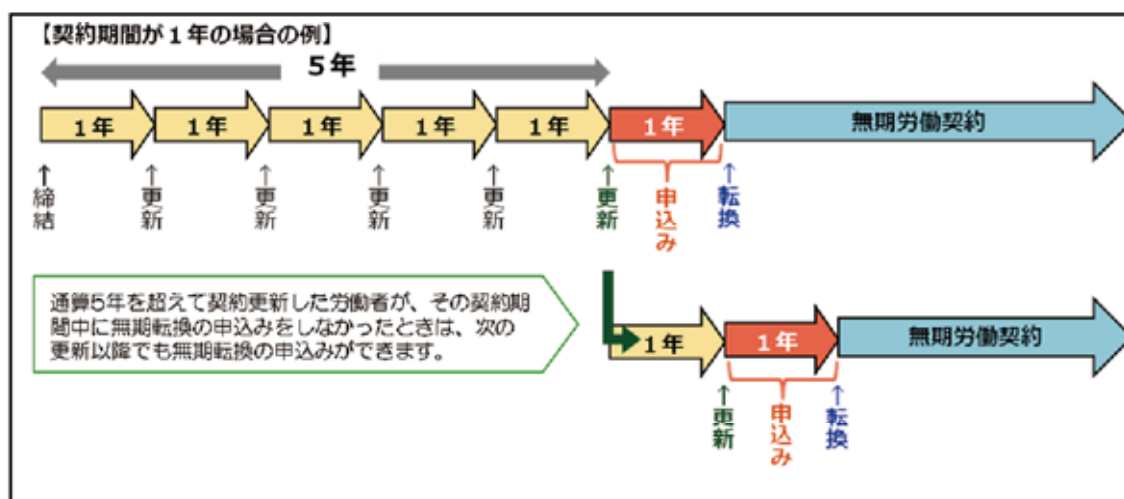 【契約期間が1年の場合の例】
5年
1年 1年 1年 1年 1年 1年 無期労働契約
↑締結 ↑更新 ↑更新 ↑更新 ↑更新 ↑更新 申込み ↑転換
通算5年を超えて契約更新した労働者が、その契約期
間中に無期転換の申込みをしなかったときは、次の
更新以降でも無期転換の申込みができます。
1年 1年 無期労働契約
↑更新 申込み ↑転換